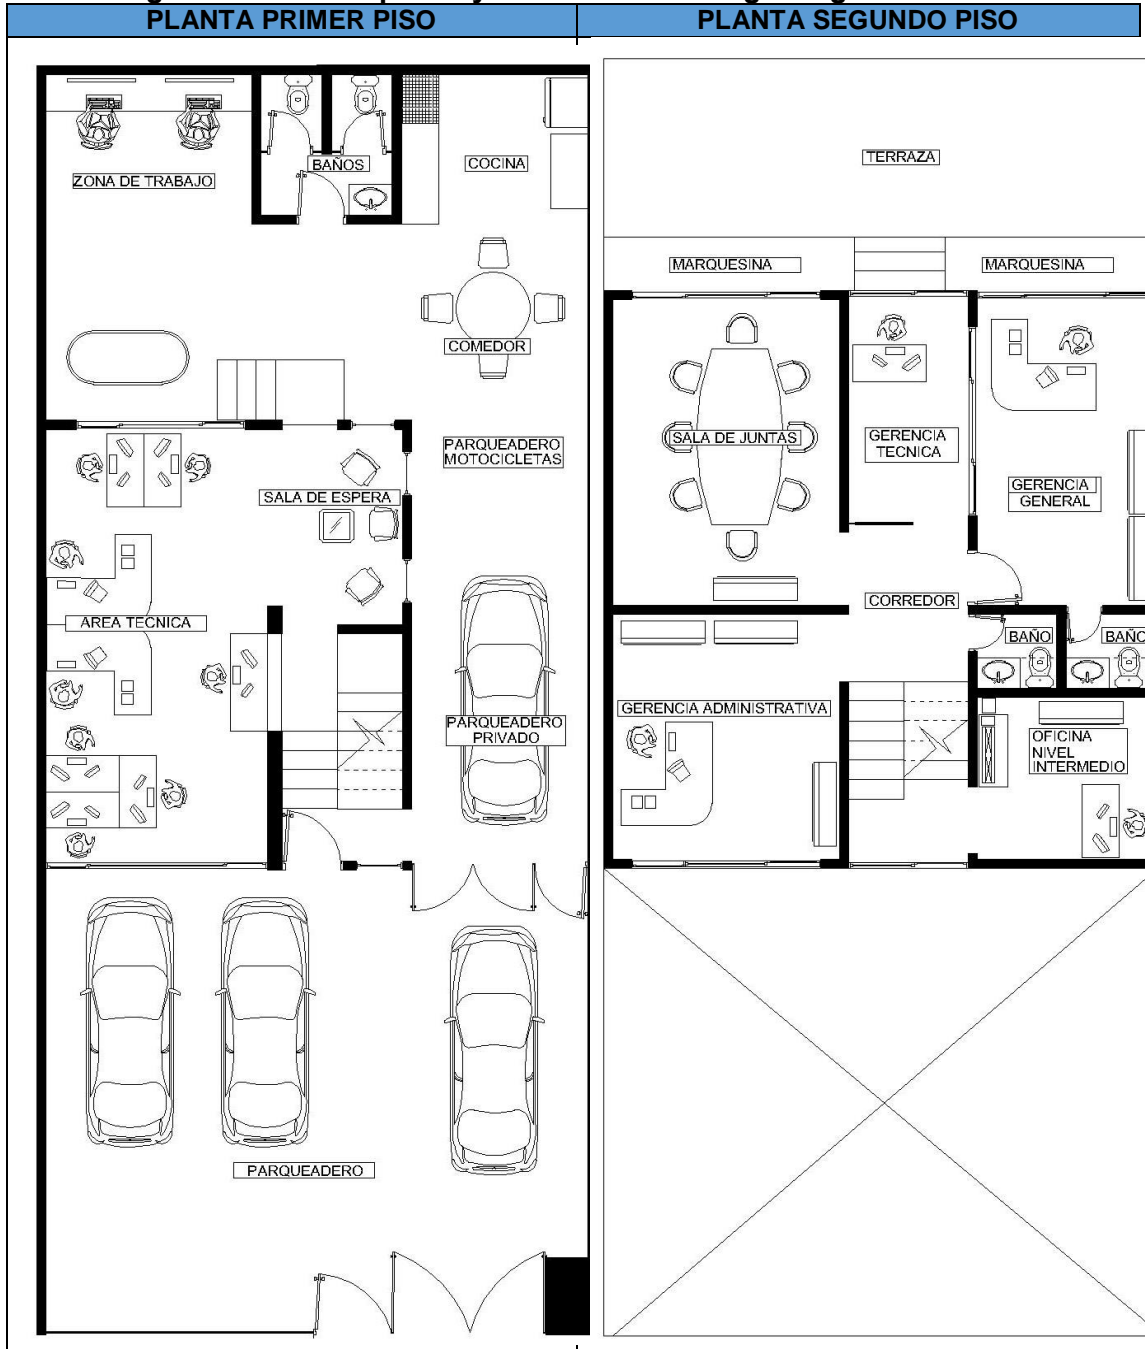 PLANTA PRIMER PISO
PLANTA SEGUNDO PISO
ZONA DE TRABAJO
BAÑOS
COCINA
COMEDOR
PARQUEADERO
MOTOCICLETAS
SALA DE ESPERA
AREA TECNICA
PARQUEADERO
PRIVADO
PARQUEADERO
TERRAZA
MARQUESINA
MARQUESINA
SALA DE JUNTAS
GERENCIA
TECNICA
GERENCIA
GENERAL
CORREDOR
BAÑO
BAÑO
GERENCIA ADMINISTRATIVA
OFICINA
NIVEL
INTERMEDIO